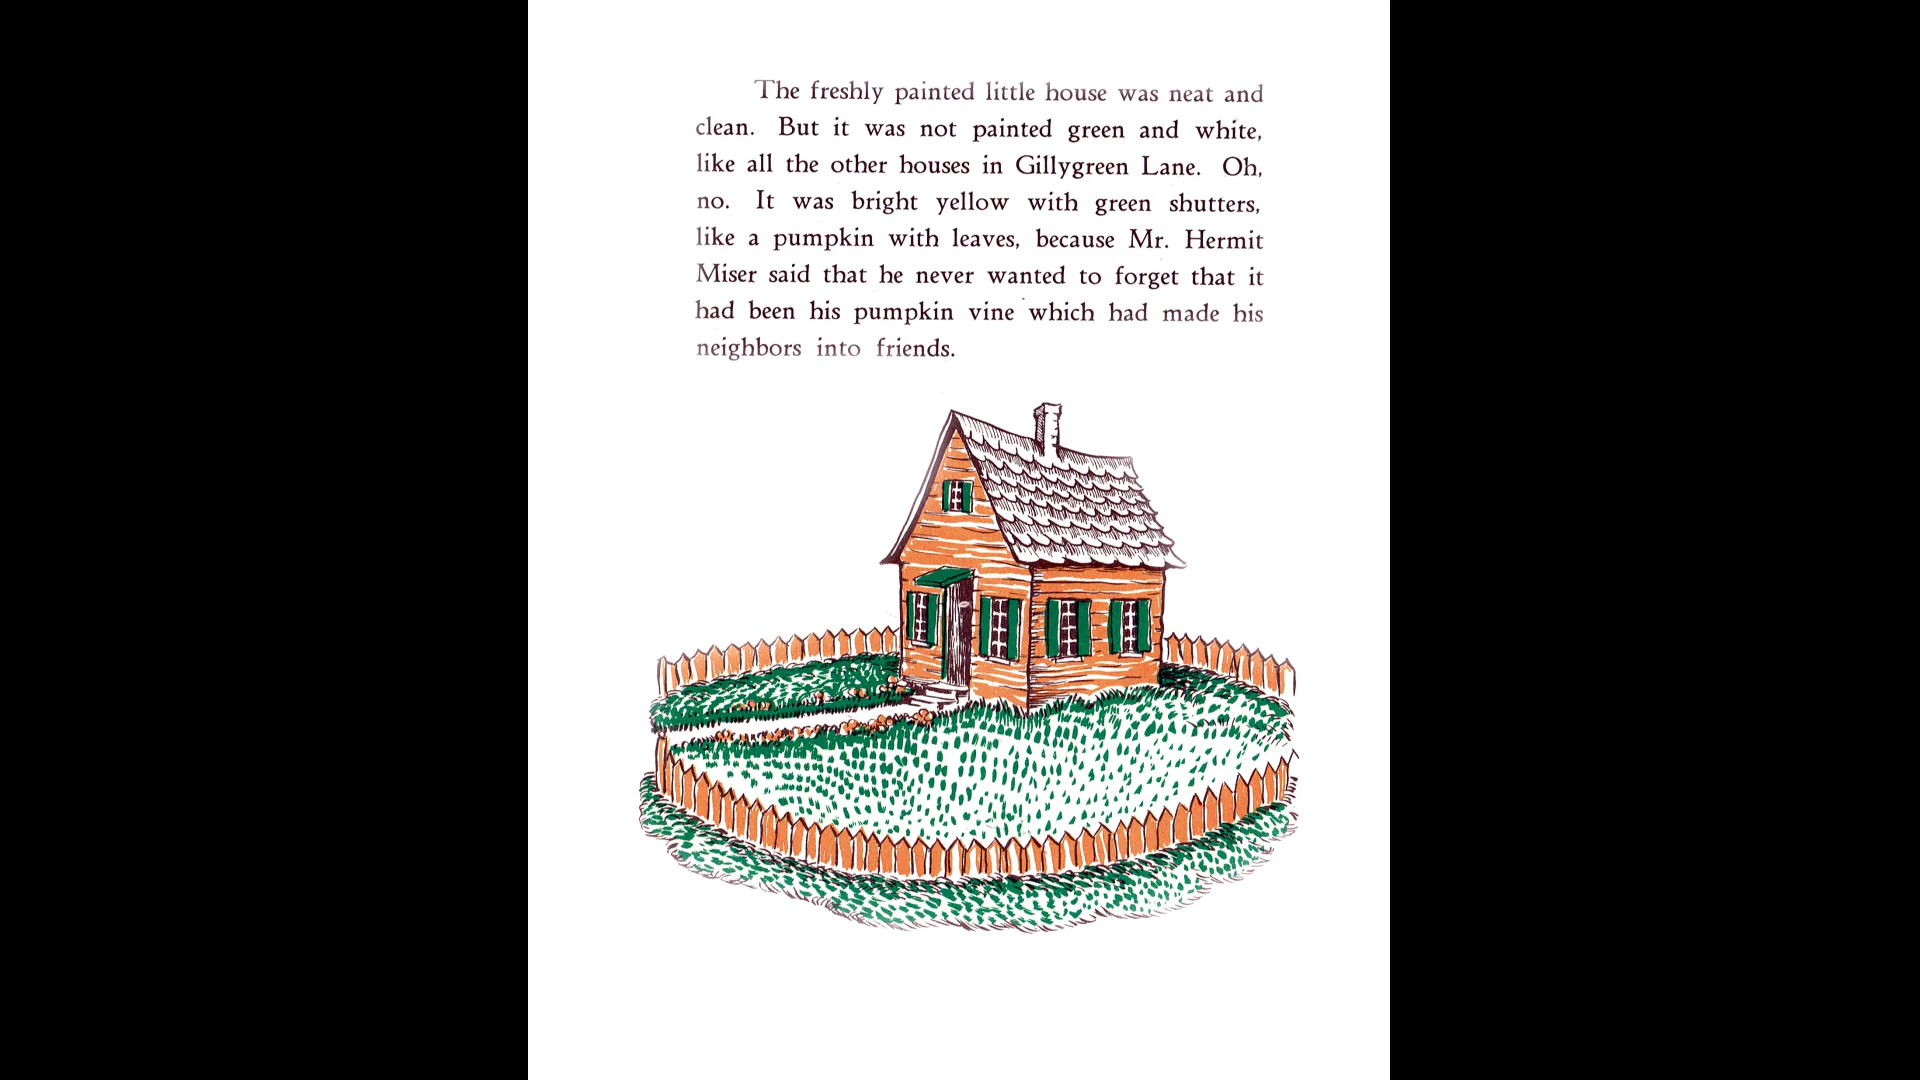 The freshly painted little house was neat and
clean. But it was not painted green and white,
like all the other houses in Gillygreen Lane. Oh,
no. It was bright yellow with green shutters,
like a pumpkin with leaves, because Mr. Hermit
Miser said that he never wanted to forget that it
had been his pumpkin vine which had made his
neighbors into friends.